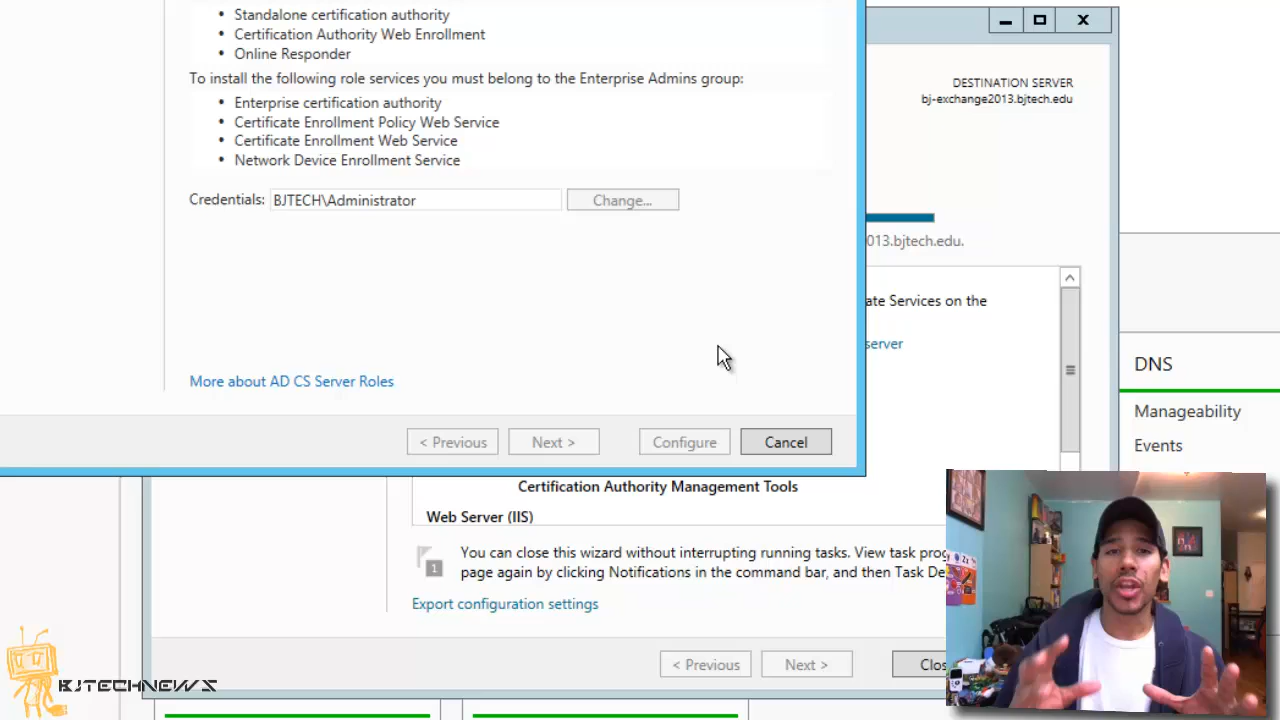 • Standalone certification authority
• Certification Authority Web Enrollment
• Online Responder
To install the following role services you must belong to the Enterprise Admins group:
• Enterprise certification authority
• Certificate Enrollment Policy Web Service
• Certificate Enrollment Web Service
• Network Device Enrollment Service
Credentials: BJTECH\Administrator Change...
More about AD CS Server Roles
< Previous Next > Configure Cancel
DESTINATION SERVER
bj-exchange2013.bjtech.edu
013.bjtech.edu.
ate Services on the
server
DNS
Manageability
Events
Certification Authority Management Tools
Web Server (IIS)
1
You can close this wizard without interrupting running tasks. View task prog
page again by clicking Notifications in the command bar, and then Task De
Export configuration settings
< Previous Next > Clos
BJTECHNEWS